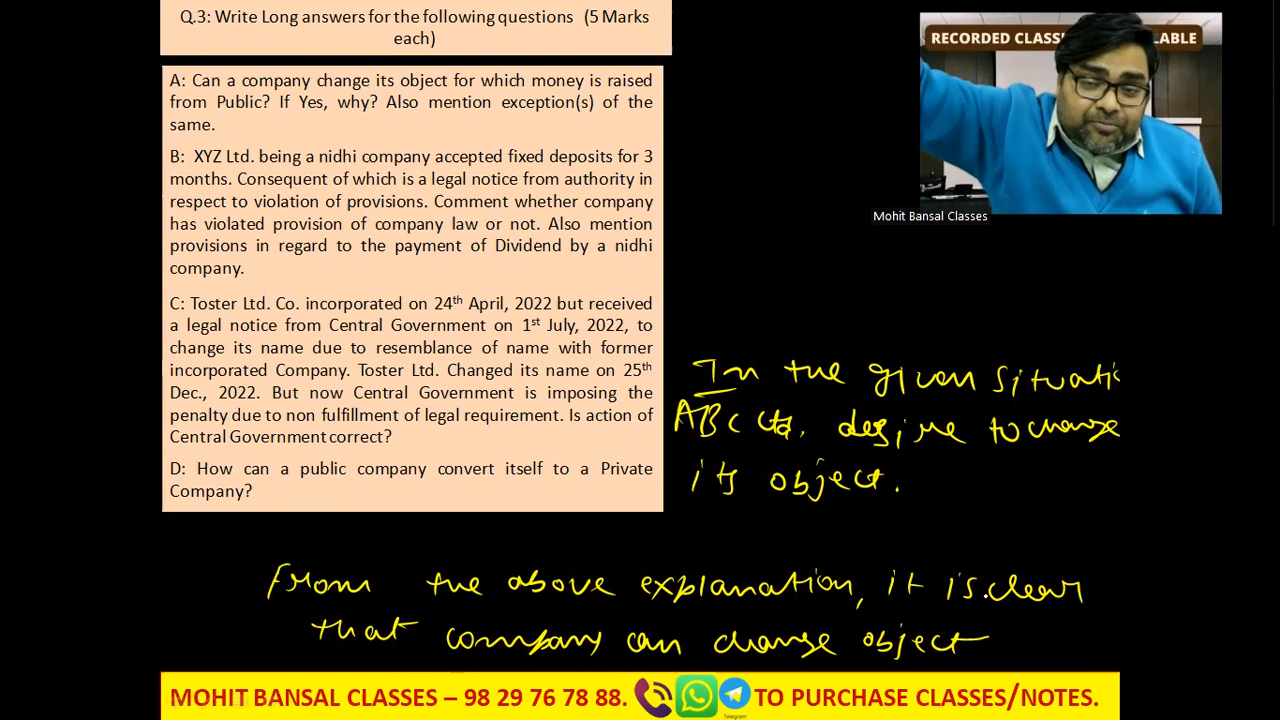 Q.3: Write Long answers for the following questions (5 Marks
each)
RECORDED CLASS
LABLE
A: Can a company change its object for which money is raised
from Public? If Yes, why? Also mention exception(s) of the
same.
B: XYZ Ltd. being a nidhi company accepted fixed deposits for 3
months. Consequent of which is a legal notice from authority in
respect to violation of provisions. Comment whether company
has violated provision of company law or not. Also mention
provisions in regard to the payment of Dividend by a nidhi
company.
Mohit Bansal Classes
C: Toster Ltd. Co. incorporated on 24th April, 2022 but received
a legal notice from Central Government on 1st July, 2022, to
change its name due to resemblance of name with former
incorporated Company. Toster Ltd. Changed its name on 25th
Dec., 2022. But now Central Government is imposing the
penalty due to non fulfillment of legal requirement. Is action of
Central Government correct?
D: How can a public company convert itself to a Private
Company?
In the given Situati
ABC Ltd. desire to change
its object.
From the above explanation, it is clear
that company can change object
MOHIT BANSAL CLASSES – 98 29 76 78 88. TO PURCHASE CLASSES/NOTES.
Telegram